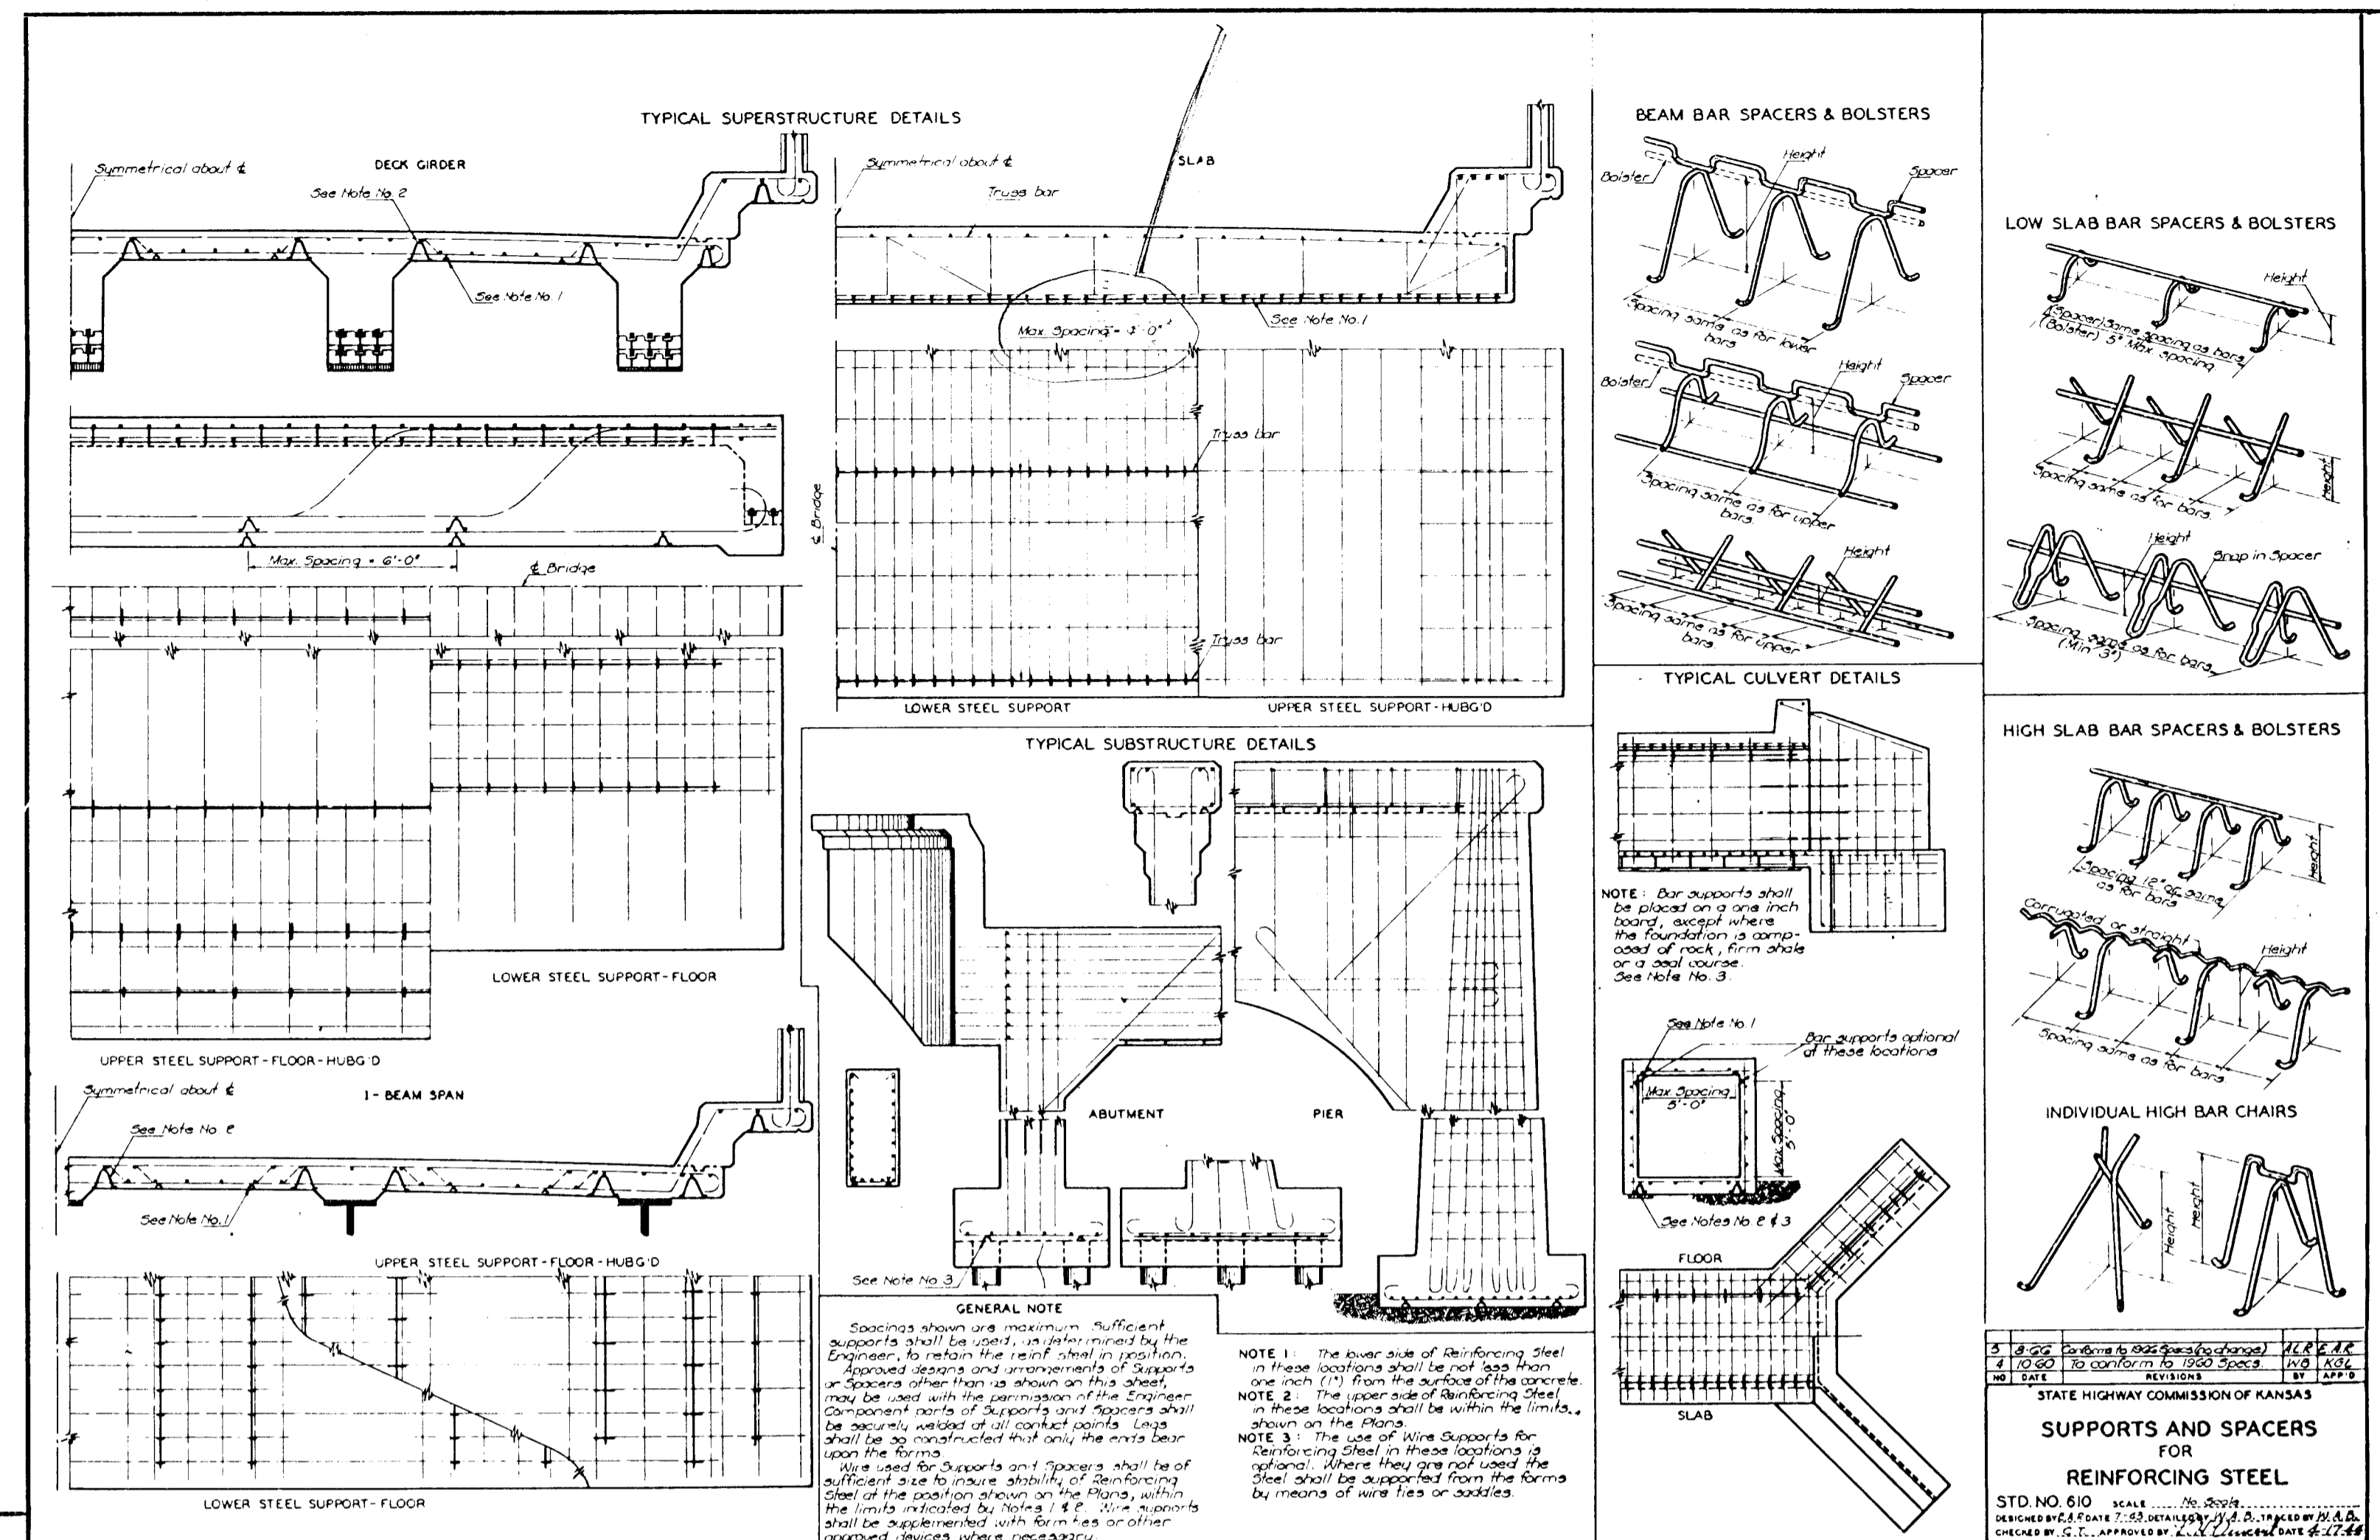 TYPICAL SUPERSTRUCTURE DETAILS
DECK GIRDER
Symmetrical about ℄
See Note No. 2
See Note No. 1
Max. Spacing = 6'-0"
℄ Bridge
LOWER STEEL SUPPORT-FLOOR
UPPER STEEL SUPPORT-FLOOR-HUBG'D
Symmetrical about ℄
I-BEAM SPAN
See Note No. 2
See Note No. 1
UPPER STEEL SUPPORT-FLOOR-HUBG'D
LOWER STEEL SUPPORT-FLOOR
Symmetrical about ℄
SLAB
Truss bar
Max. Spacing = 4'-0"
See Note No. 1
Truss bar
℄ Bridge
Truss bar
LOWER STEEL SUPPORT
UPPER STEEL SUPPORT-HUBG'D
TYPICAL SUBSTRUCTURE DETAILS
ABUTMENT
PIER
See Note No. 3
GENERAL NOTE
Spacings shown are maximum. Sufficient
supports shall be used, as determined by the
Engineer, to retain the reinf. steel in position.
Approved designs and arrangements of Supports
or Spacers other than as shown on this sheet,
may be used with the permission of the Engineer.
Component parts of Supports and Spacers shall
be securely welded at all contact points. Legs
shall be so constructed that only the ends bear
upon the forms.
Wire used for Supports and Spacers shall be of
sufficient size to insure stability of Reinforcing
Steel at the position shown on the Plans, within
the limits indicated by Notes 1 & 2. Wire supports
shall be supplemented with form ties or other
approved devices where necessary.
NOTE 1: The lower side of Reinforcing Steel
in these locations shall be not less than
one inch (1") from the surface of the concrete.
NOTE 2: The upper side of Reinforcing Steel
in these locations shall be within the limits
shown on the Plans.
NOTE 3: The use of Wire Supports for
Reinforcing Steel in these locations is
optional. Where they are not used the
Steel shall be supported from the forms
by means of wire ties or saddles.
BEAM BAR SPACERS & BOLSTERS
Height
Bolster
Spacer
Spacing same as for lower
bars
Height
Bolster
Spacer
Spacing same as for upper
bars.
Height
Spacing same as for upper
bars.
TYPICAL CULVERT DETAILS
NOTE: Bar supports shall
be placed on a one inch
board, except where
the foundation is comp-
osed of rock, firm shale
or a seal course.
See Note No. 3.
See Note No. 1
Bar supports optional
at these locations
Max. Spacing
5'-0"
Max. Spacing
5'-0"
See Notes No. 2 & 3
FLOOR
SLAB
LOW SLAB BAR SPACERS & BOLSTERS
Height
(Spacer) Same spacing as bars
(Bolster) 5" Max. spacing
Spacing same as for bars.
Height
Height
Snap in Spacer
Spacing same as for bars
(Min. 3")
HIGH SLAB BAR SPACERS & BOLSTERS
Height
Spacing 12" or same
as for bars
Corrugated or straight
Height
Spacing same as for bars
INDIVIDUAL HIGH BAR CHAIRS
Height
Height
5 8-66 Conforms to 1966 Specs (no change) A.L.R. E.A.R.
4 10-60 To conform to 1960 Specs. WB KGL
NO DATE REVISIONS BY APP'D
STATE HIGHWAY COMMISSION OF KANSAS
SUPPORTS AND SPACERS
FOR
REINFORCING STEEL
STD. NO. 610 SCALE No Scale
DESIGNED BY DATE 7-43 DETAILED BY W.A.B. TRACED BY W.A.B.
CHECKED BY G.T. APPROVED BY DATE 4-17-44